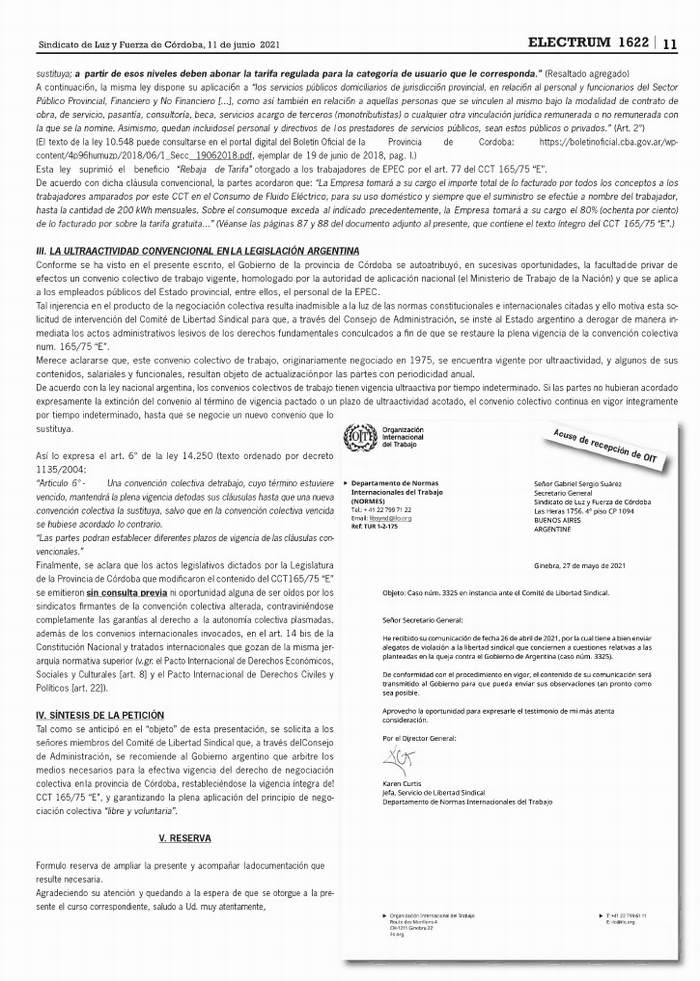 Sindicato de Luz y Fuerza de Córdoba, 11 de junio 2021
ELECTRUM 1622 | 11
sustituya; a partir de esos niveles deben abonar la tarifa regulada para la categoría de usuario que le corresponda." (Resaltado agregado)
A continuación, la misma ley dispone su aplicación a "los servicios públicos domiciliarios de jurisdicción provincial, en relación al personal y funcionarios del Sector
Público Provincial, Financiero y No Financiero [...], como así también en relación a aquellas personas que se vinculen al mismo bajo la modalidad de contrato de
obra, de servicio, pasantía, consultoría, beca, servicios acargo de terceros (monotributistas) o cualquier otra vinculación jurídica remunerada o no remunerada con
la que se la nomine. Asimismo, quedan incluidosel personal y directivos de los prestadores de servicios públicos, sean estos públicos o privados." (Art. 2°)
(El texto de la ley 10.548 puede consultarse en el portal digital del Boletín Oficial de la Provincia de Cordoba: https://boletinoficial.cba.gov.ar/wp-
content/4p96humuzp/2018/06/1_Secc__19062018.pdf, ejemplar de 19 de junio de 2018, pag. l.)
Esta ley suprimió el beneficio "Rebaja de Tarifa" otorgado a los trabajadores de EPEC por el art. 77 del CCT 165/75 "E".
De acuerdo con dicha cláusula convencional, la partes acordaron que: "La Empresa tomará a su cargo el importe total de lo facturado por todos los conceptos a los
trabajadores amparados por este CCT en el Consumo de Fluido Eléctrico, para su uso doméstico y siempre que el suministro se efectúe a nombre del trabajador,
hasta la cantidad de 200 kWh mensuales. Sobre el consumoque exceda al indicado precedentemente, la Empresa tomará a su cargo el 80% (ochenta por ciento)
de lo facturado por sobre la tarifa gratuita..." (Véanse las páginas 87 y 88 del documento adjunto al presente, que contiene el texto íntegro del CCT 165/75 "E".)
III. LA ULTRAACTIVIDAD CONVENCIONAL EN LA LEGISLACIÓN ARGENTINA
Conforme se ha visto en el presente escrito, el Gobierno de la provincia de Córdoba se autoatribuyó, en sucesivas oportunidades, la facultad de privar de
efectos un convenio colectivo de trabajo vigente, homologado por la autoridad de aplicación nacional (el Ministerio de Trabajo de la Nación) y que se aplica
a los empleados públicos del Estado provincial, entre ellos, el personal de la EPEC.
Tal injerencia en el producto de la negociación colectiva resulta inadmisible a la luz de las normas constitucionales e internacionales citadas y ello motiva esta so-
licitud de intervención del Comité de Libertad Sindical para que, a través del Consejo de Administración, se inste al Estado argentino a derogar de manera in-
mediata los actos administrativos lesivos de los derechos fundamentales conculcados a fin de que se restaure la plena vigencia de la convención colectiva
num. 165/75 "E".
Merece aclararse que, este convenio colectivo de trabajo, originariamente negociado en 1975, se encuentra vigente por ultraactividad, y algunos de sus
contenidos, salariales y funcionales, resultan objeto de actualizaciónpor las partes con periodicidad anual.
De acuerdo con la ley nacional argentina, los convenios colectivos de trabajo tienen vigencia ultraactiva por tiempo indeterminado. Si las partes no hubieran acordado
expresamente la extinción del convenio al término de vigencia pactado o un plazo de ultraactividad acotado, el convenio colectivo continua en vigor íntegramente
por tiempo indeterminado, hasta que se negocie un nuevo convenio que lo
sustituya.
Así lo expresa el art. 6° de la ley 14.250 (texto ordenado por decreto
1135/2004:
"Articulo 6° - Una convención colectiva detrabajo, cuyo término estuviere
vencido, mantendrá la plena vigencia detodas sus cláusulas hasta que una nueva
convención colectiva la sustituya, salvo que en la convención colectiva vencida
se hubiese acordado lo contrario.
"Las partes podran establecer diferentes plazos de vigencia de las cláusulas con-
vencionales."
Finalmente, se aclara que los actos legislativos dictados por la Legislatura
de la Provincia de Córdoba que modificaron el contenido del CCT165/75 "E"
se emitieron sin consulta previa ni oportunidad alguna de ser oídos por los
sindicatos firmantes de la convención colectiva alterada, contraviniéndose
completamente las garantías al derecho a la autonomía colectiva plasmadas,
además de los convenios internacionales invocados, en el art. 14 bis de la
Constitución Nacional y tratados internacionales que gozan de la misma jer-
arquía normativa superior (v.gr. el Pacto Internacional de Derechos Económicos,
Sociales y Culturales [art. 8] y el Pacto Internacional de Derechos Civiles y
Políticos [art. 22]).
IV. SÍNTESIS DE LA PETICIÓN
Tal como se anticipó en el "objeto" de esta presentación, se solicita a los
señores miembros del Comité de Libertad Sindical que, a través delConsejo
de Administración, se recomiende al Gobierno argentino que arbitre los
medios necesarios para la efectiva vigencia del derecho de negociación
colectiva enla provincia de Córdoba, restableciéndose la vigencia íntegra del
CCT 165/75 "E", y garantizando la plena aplicación del principio de nego-
ciación colectiva "libre y voluntaria".
V. RESERVA
Formulo reserva de ampliar la presente y acompañar ladocumentación que
resulte necesaria.
Agradeciendo su atención y quedando a la espera de que se otorgue a la pre-
sente el curso correspondiente, saludo a Ud. muy atentamente,
Organización
Internacional
del Trabajo
Acuse de recepción de OIT
Departamento de Normas
Internacionales del Trabajo
(NORMES)
Tel.: + 41 22 799 71 22
Email: libsynd@ilo.org
Ref: TUR 1-2-175
Señor Gabriel Sergio Suárez
Secretario General
Sindicato de Luz y Fuerza de Córdoba
Las Heras 1756, 4° piso CP 1094
BUENOS AIRES
ARGENTINE
Ginebra, 27 de mayo de 2021
Objeto: Caso núm. 3325 en instancia ante el Comité de Libertad Sindical.
Señor Secretario General:
He recibido su comunicación de fecha 26 de abril de 2021, por la cual tiene a bien enviar
alegatos de violación a la libertad sindical que conciernen a cuestiones relativas a las
planteadas en la queja contra el Gobierno de Argentina (caso núm. 3325).
De conformidad con el procedimiento en vigor, el contenido de su comunicación será
transmitido al Gobierno para que pueda enviar sus observaciones tan pronto como
sea posible.
Aprovecho la oportunidad para expresarle el testimonio de mi más atenta
consideración.
Por el Director General:
Karen Curtis
Jefa, Servicio de Libertad Sindical
Departamento de Normas Internacionales del Trabajo
Organización Internacional del Trabajo
Route des Morillons 4
CH-1211 Ginebra 22
ilo.org
T: +41 22 799 61 11
E: ilo@ilo.org